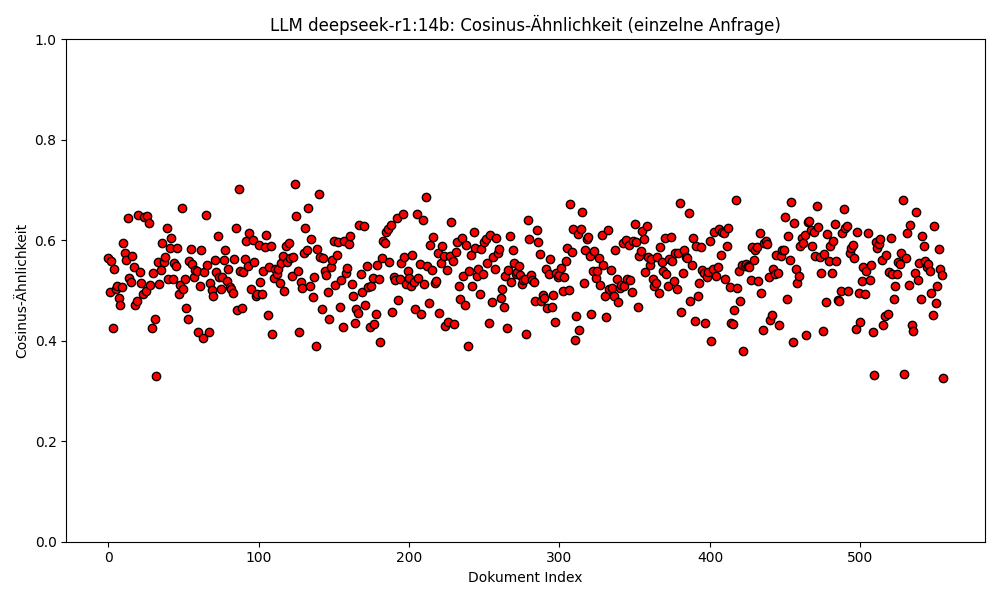 LLM deepseek-r1:14b: Cosinus-Ähnlichkeit (einzelne Anfrage)
Cosinus-Ähnlichkeit
1.0
0.8
0.6
0.4
0.2
0.0
0 100 200 300 400 500
Dokument Index